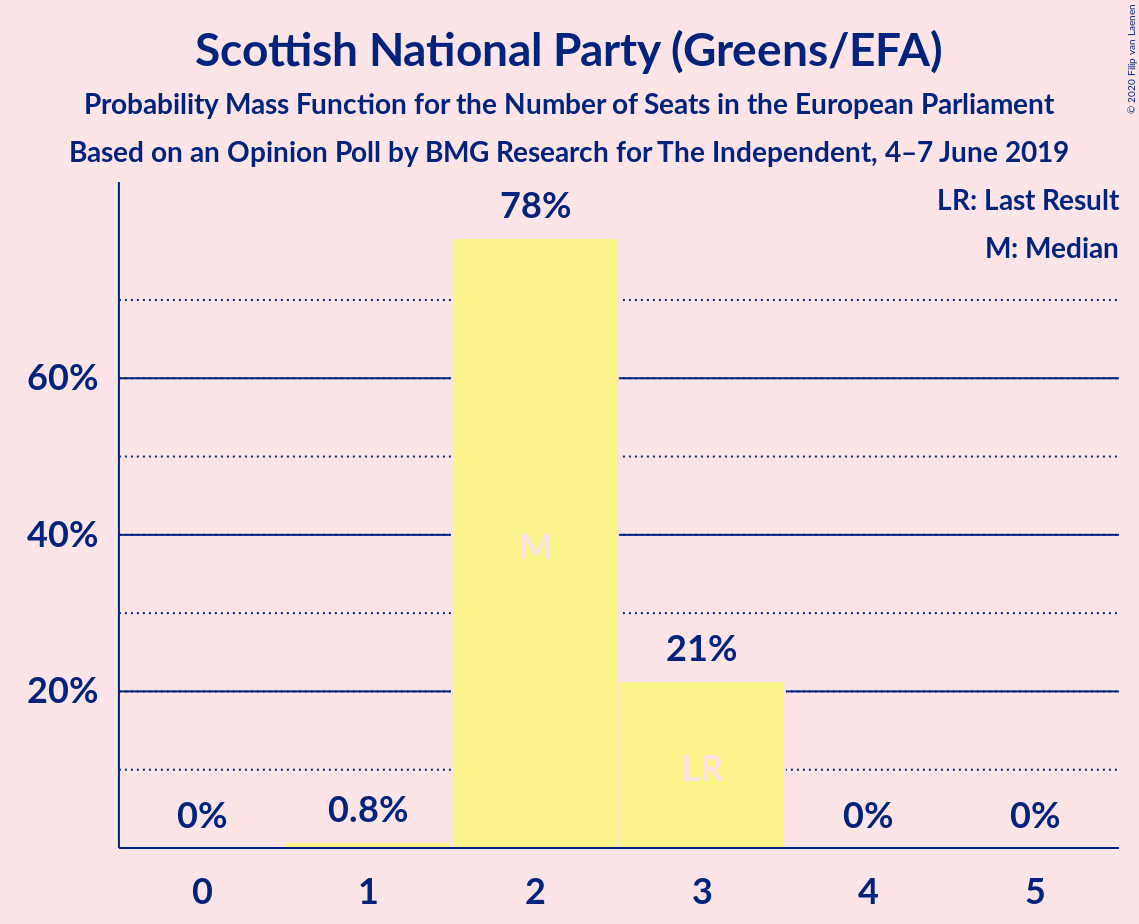 Scottish National Party (Greens/EFA)
Probability Mass Function for the Number of Seats in the European Parliament
Based on an Opinion Poll by BMG Research for The Independent, 4–7 June 2019
© 2020 Filip van Laenen
LR: Last Result
M: Median
78%
60%
40%
M
21%
20%
LR
0%
0.8%
0%
0%
0
1
2
3
4
5